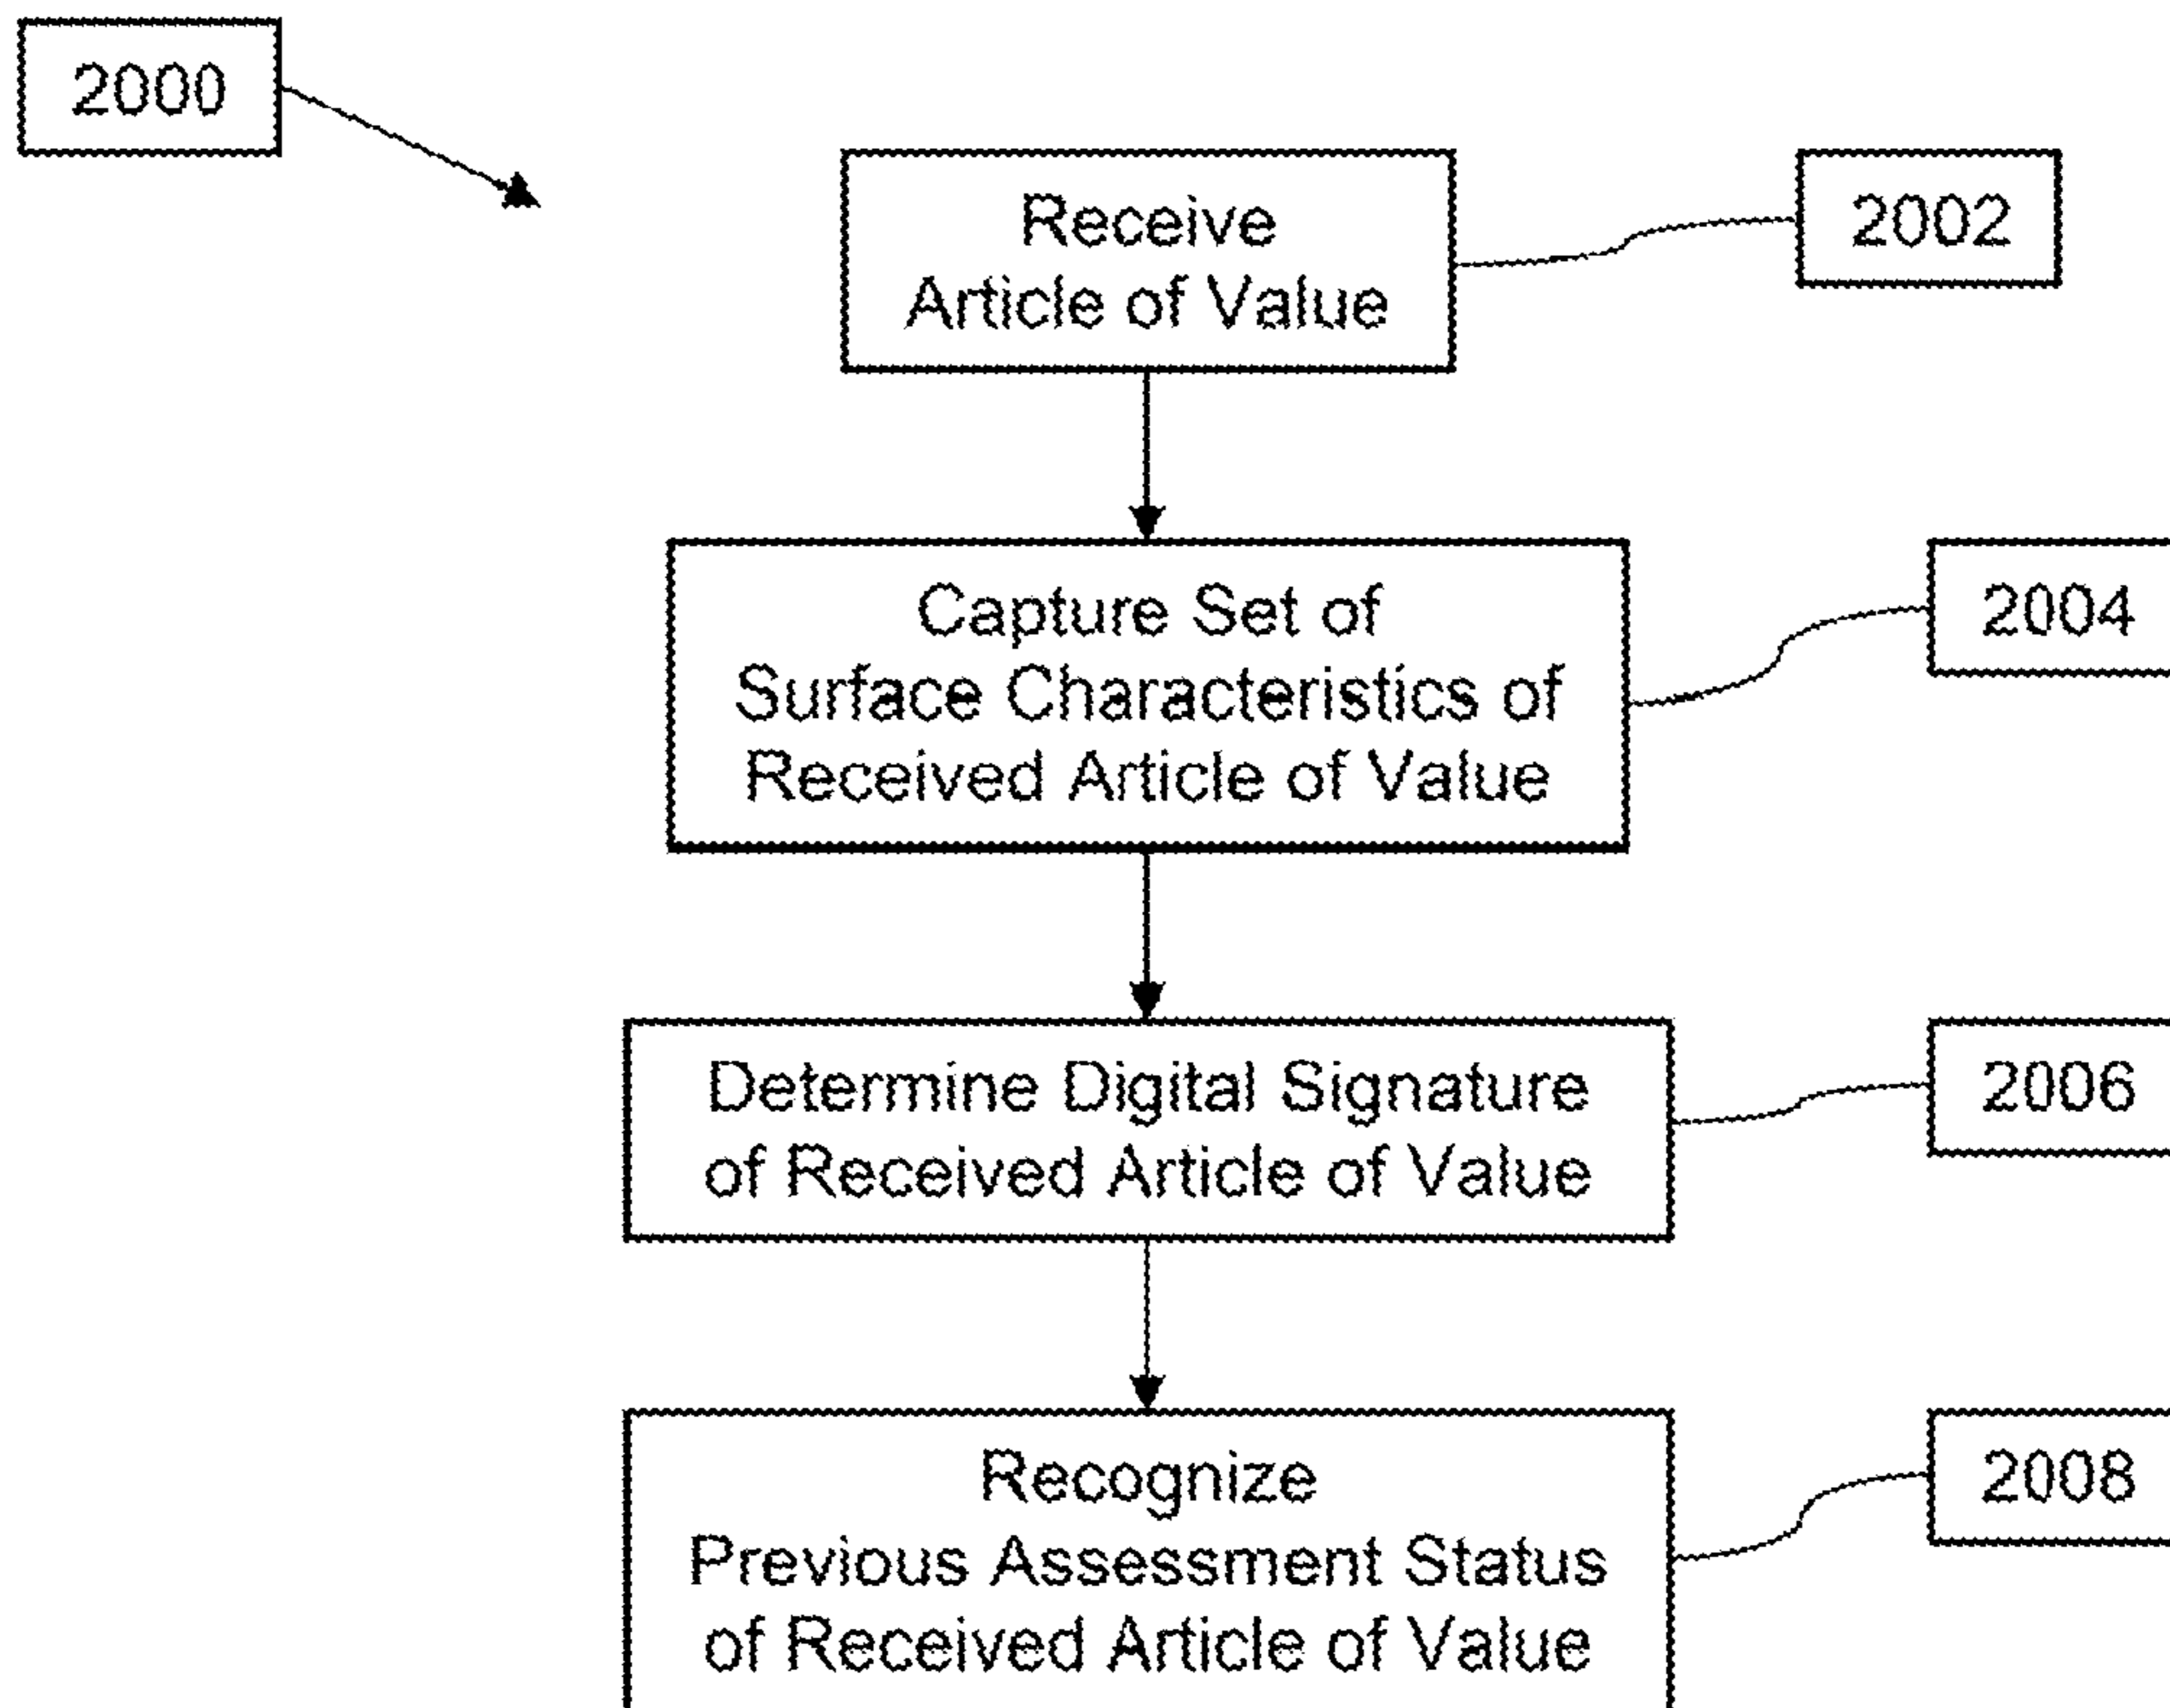 2000
Receive
Article of Value
2002
Capture Set of
Surface Characteristics of
Received Article of Value
2004
Determine Digital Signature
of Received Article of Value
2006
Recognize
Previous Assessment Status
of Received Article of Value
2008